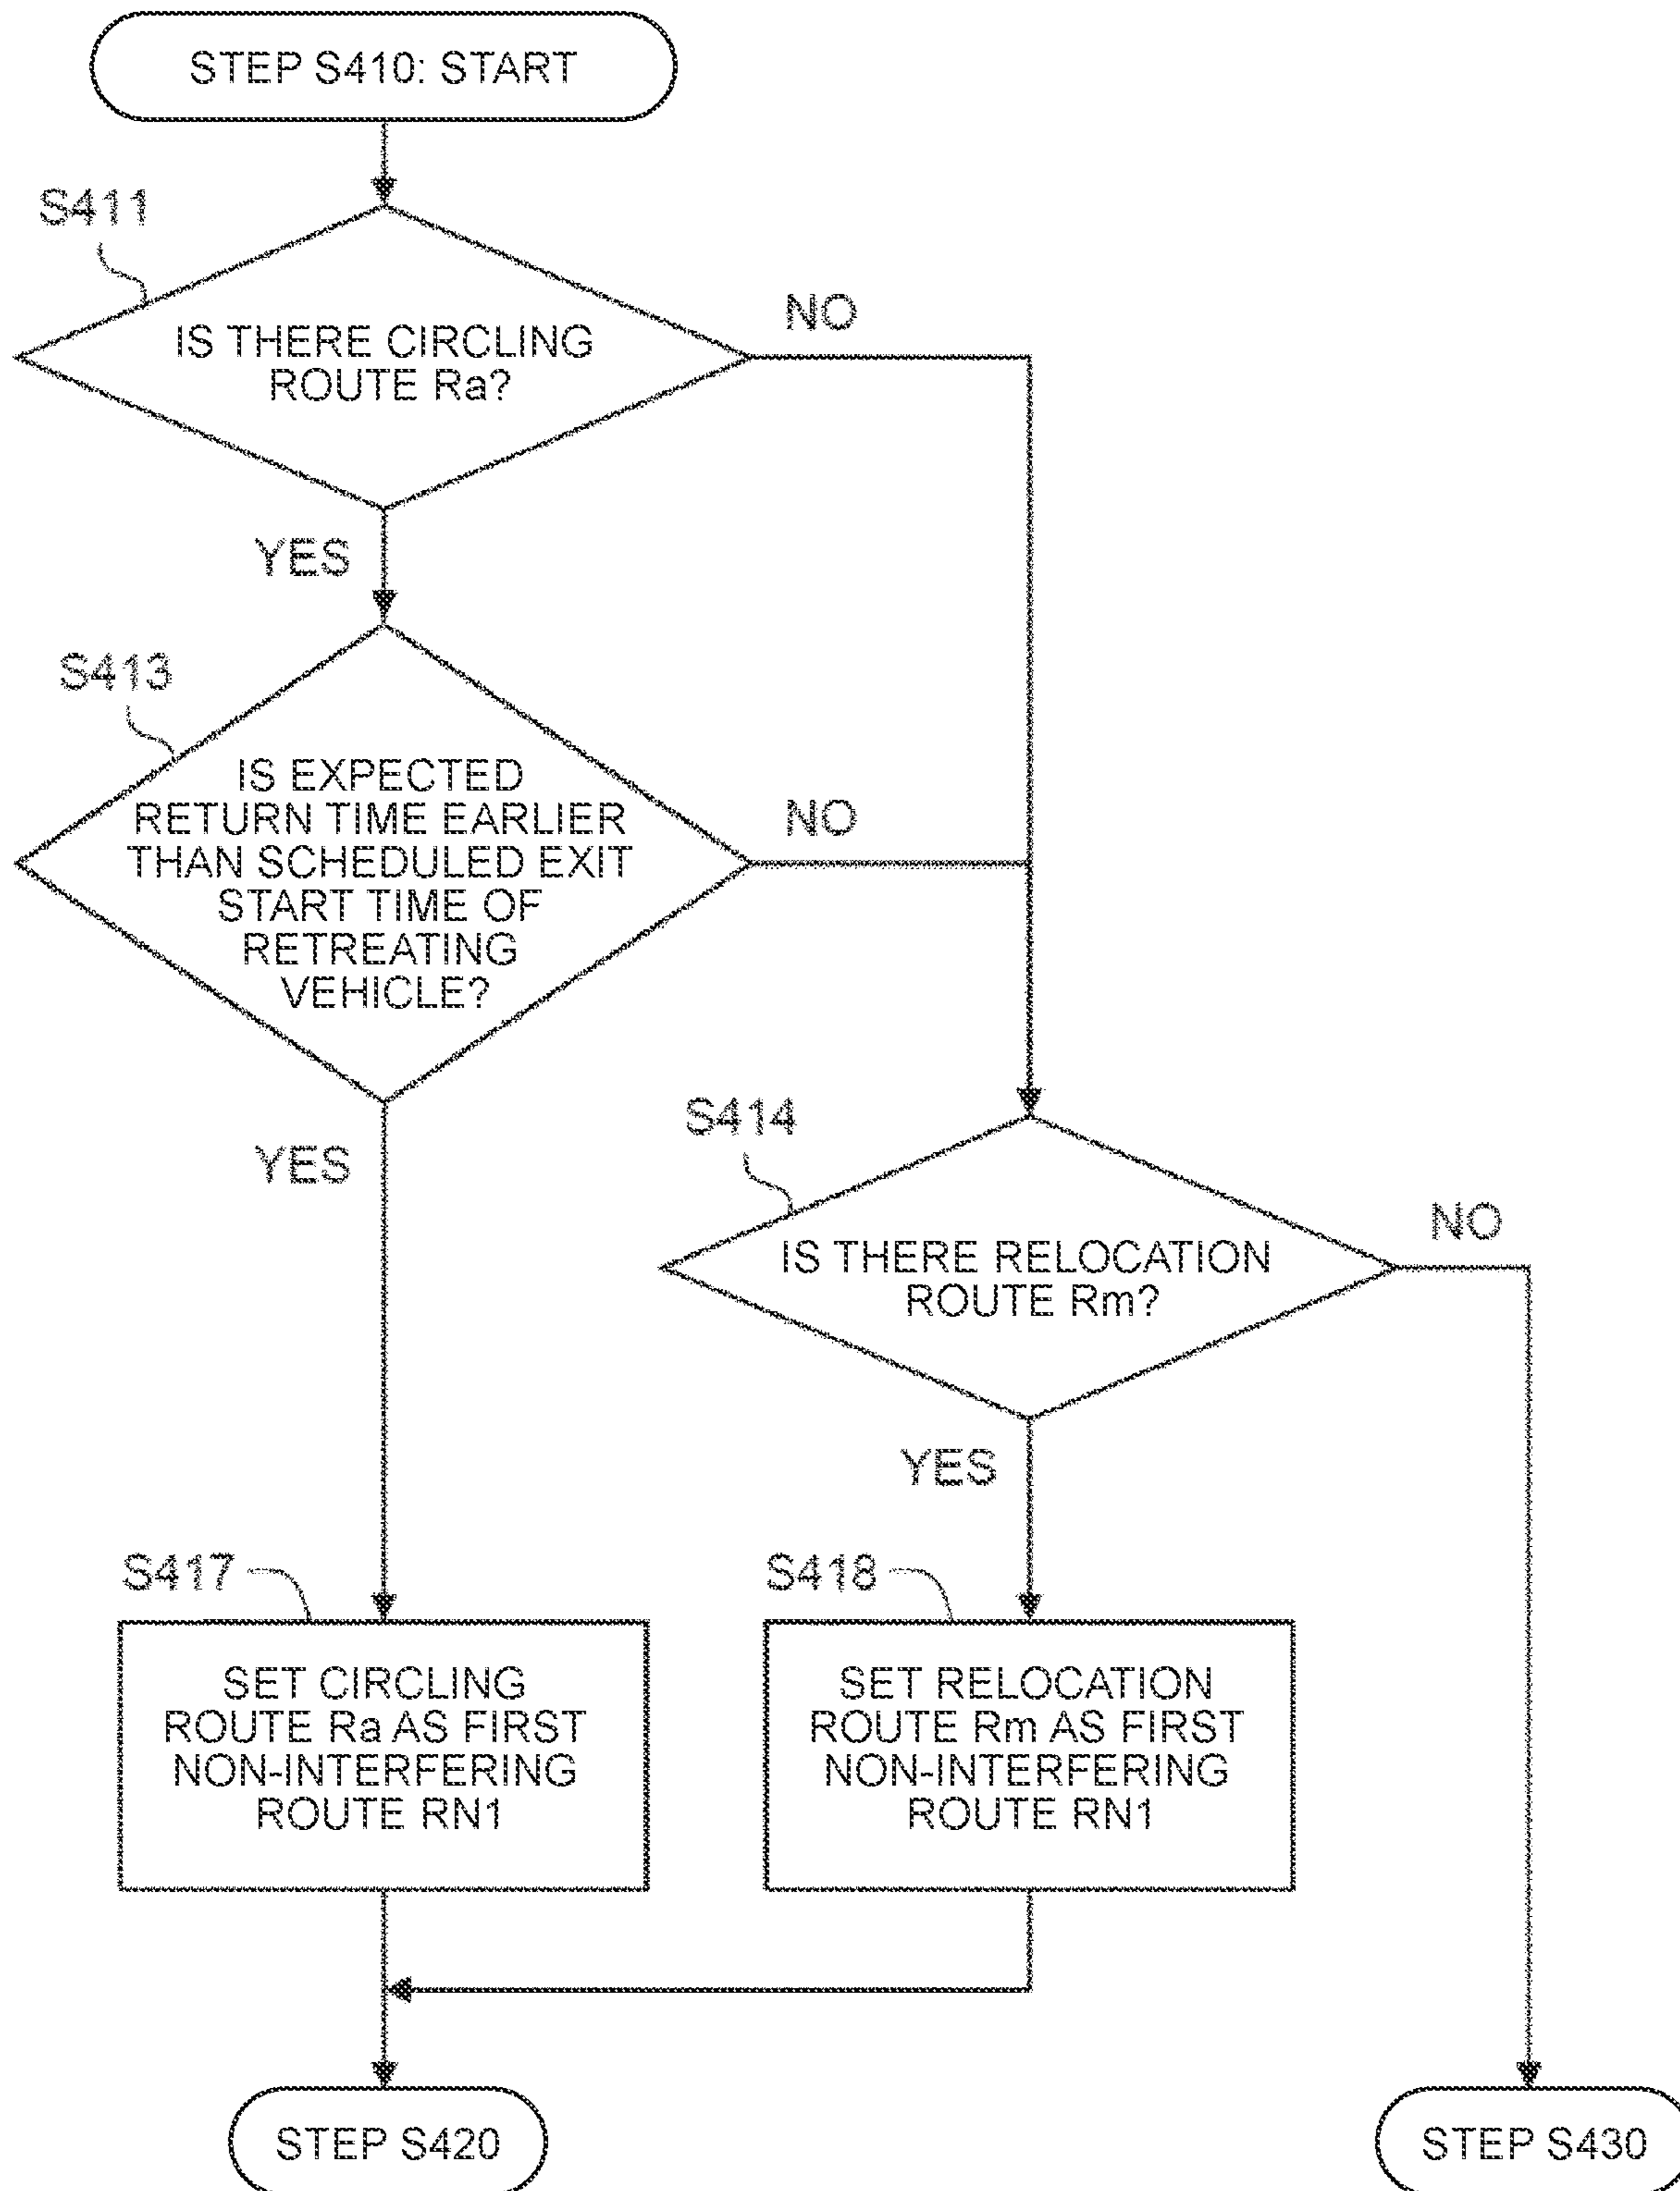 STEP S410: START
S411
IS THERE CIRCLING
ROUTE Ra?
NO
YES
S413
IS EXPECTED
RETURN TIME EARLIER
THAN SCHEDULED EXIT
START TIME OF
RETREATING
VEHICLE?
NO
YES
S414
IS THERE RELOCATION
ROUTE Rm?
NO
YES
S417
SET CIRCLING
ROUTE Ra AS FIRST
NON-INTERFERING
ROUTE RN1
S418
SET RELOCATION
ROUTE Rm AS FIRST
NON-INTERFERING
ROUTE RN1
STEP S420
STEP S430